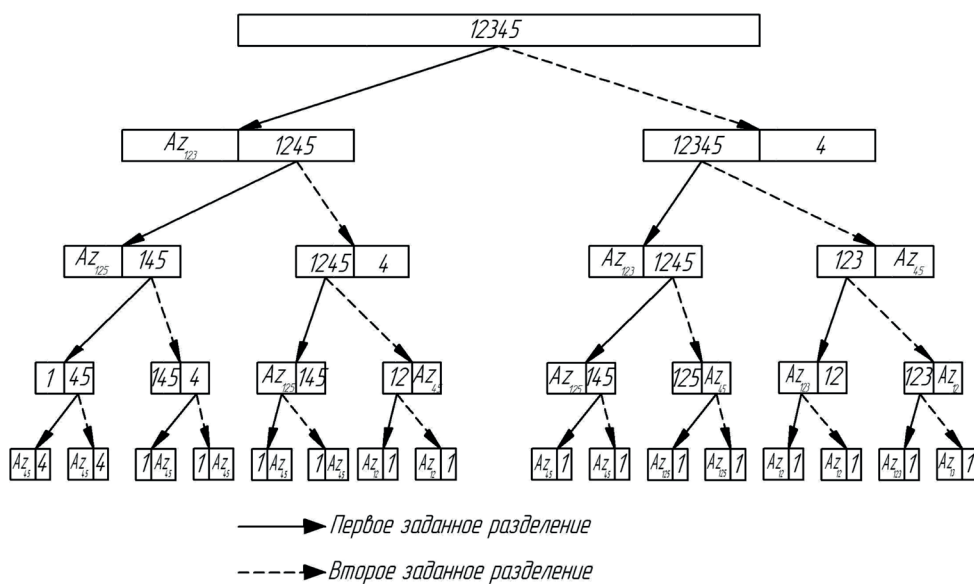 12345
Az₁₂₃ 1245 12345 4
Az₁₂₅ 145 1245 4 Az₁₂₃ 1245 123 Az₄₅
1 45 145 4 Az₁₂₅ 145 12 Az₄₅ Az₁₂₅ 145 125 Az₄₅ Az₁₂₃ 12 123 Az₁₂
Az₄₅ 4 Az₄₅ 4 1 Az₄₅ 1 Az₄₅ 1 Az₄₅ 1 Az₄₅ Az₁₂ 1 Az₁₂ 1 Az₄₅ 1 Az₄₅ 1 Az₁₂₅ 1 Az₁₂₅ 1 Az₁₂ 1 Az₁₂ 1 Az₁₂₃ 1 1
Первое заданное разделение
Второе заданное разделение